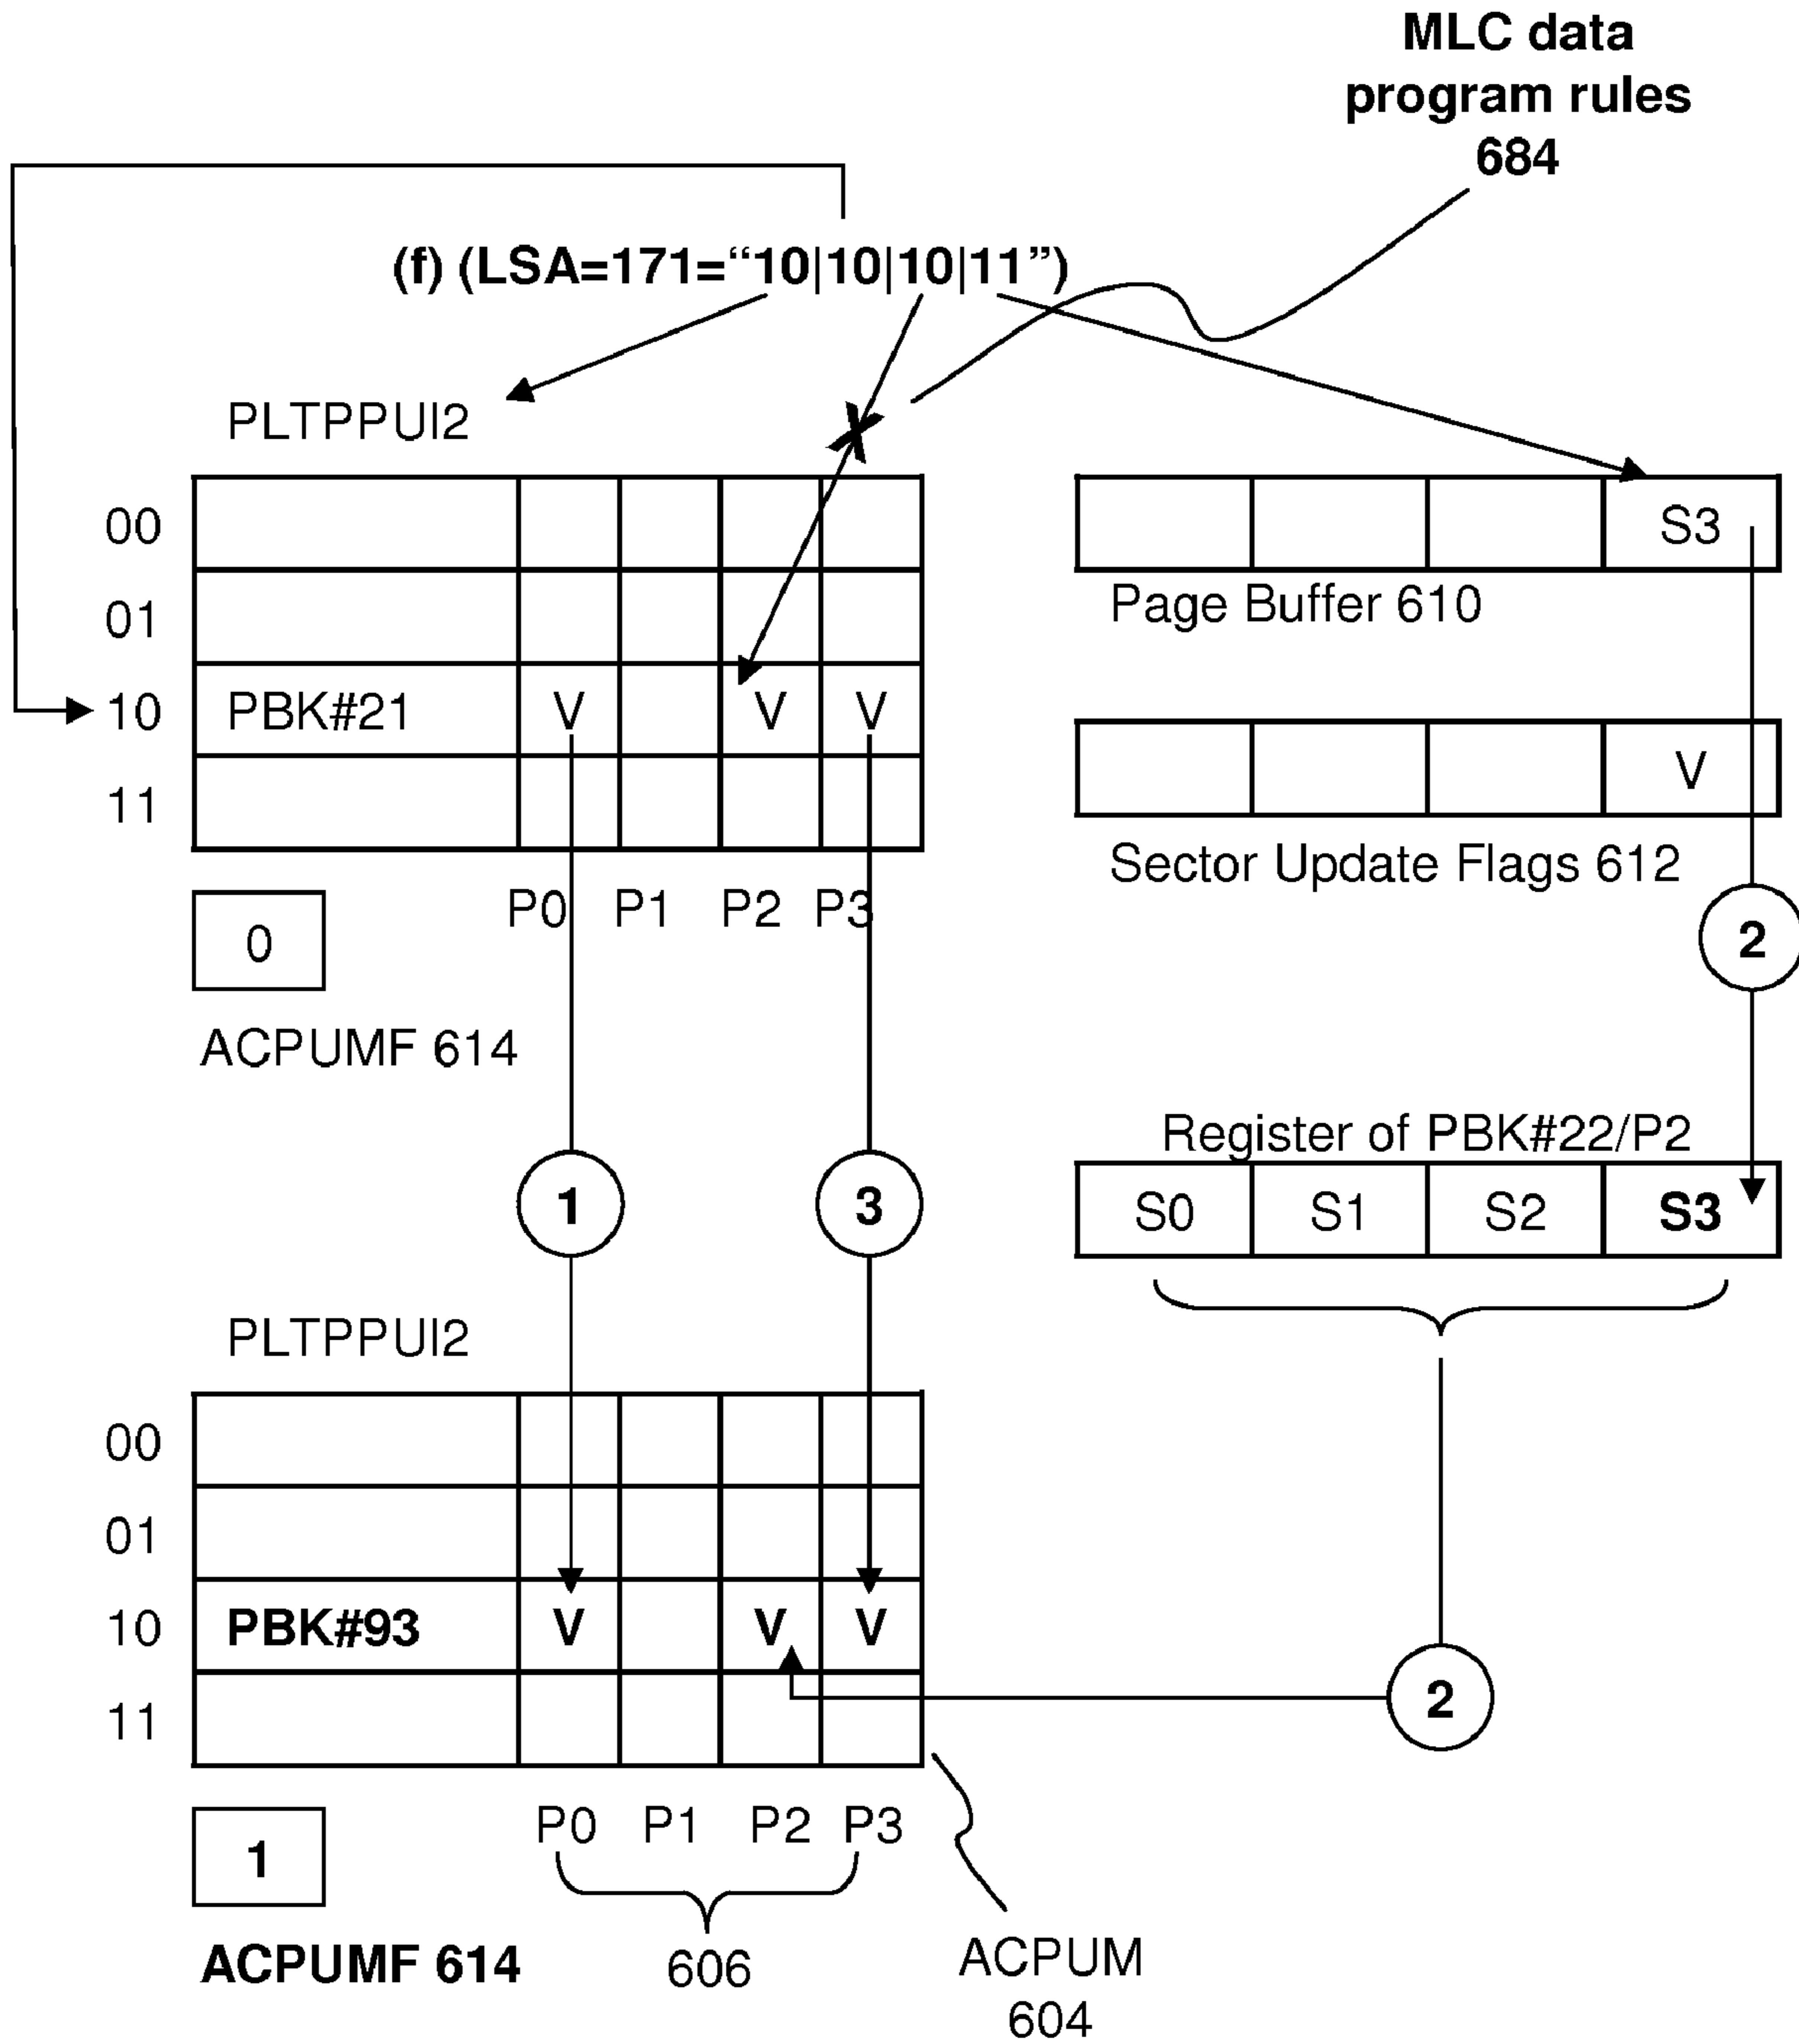 MLC data
program rules
684
(f) (LSA=171=“10|10|10|11”)
PLTPPUI2
00
01
10 PBK#21 V V V
11
P0 P1 P2 P3
0
ACPUMF 614
S3
Page Buffer 610
V
Sector Update Flags 612
2
Register of PBK#22/P2
S0 S1 S2 S3
1 3
PLTPPUI2
00
01
10 PBK#93 V V V
11
2
P0 P1 P2 P3
1
ACPUMF 614
606
ACPUM
604